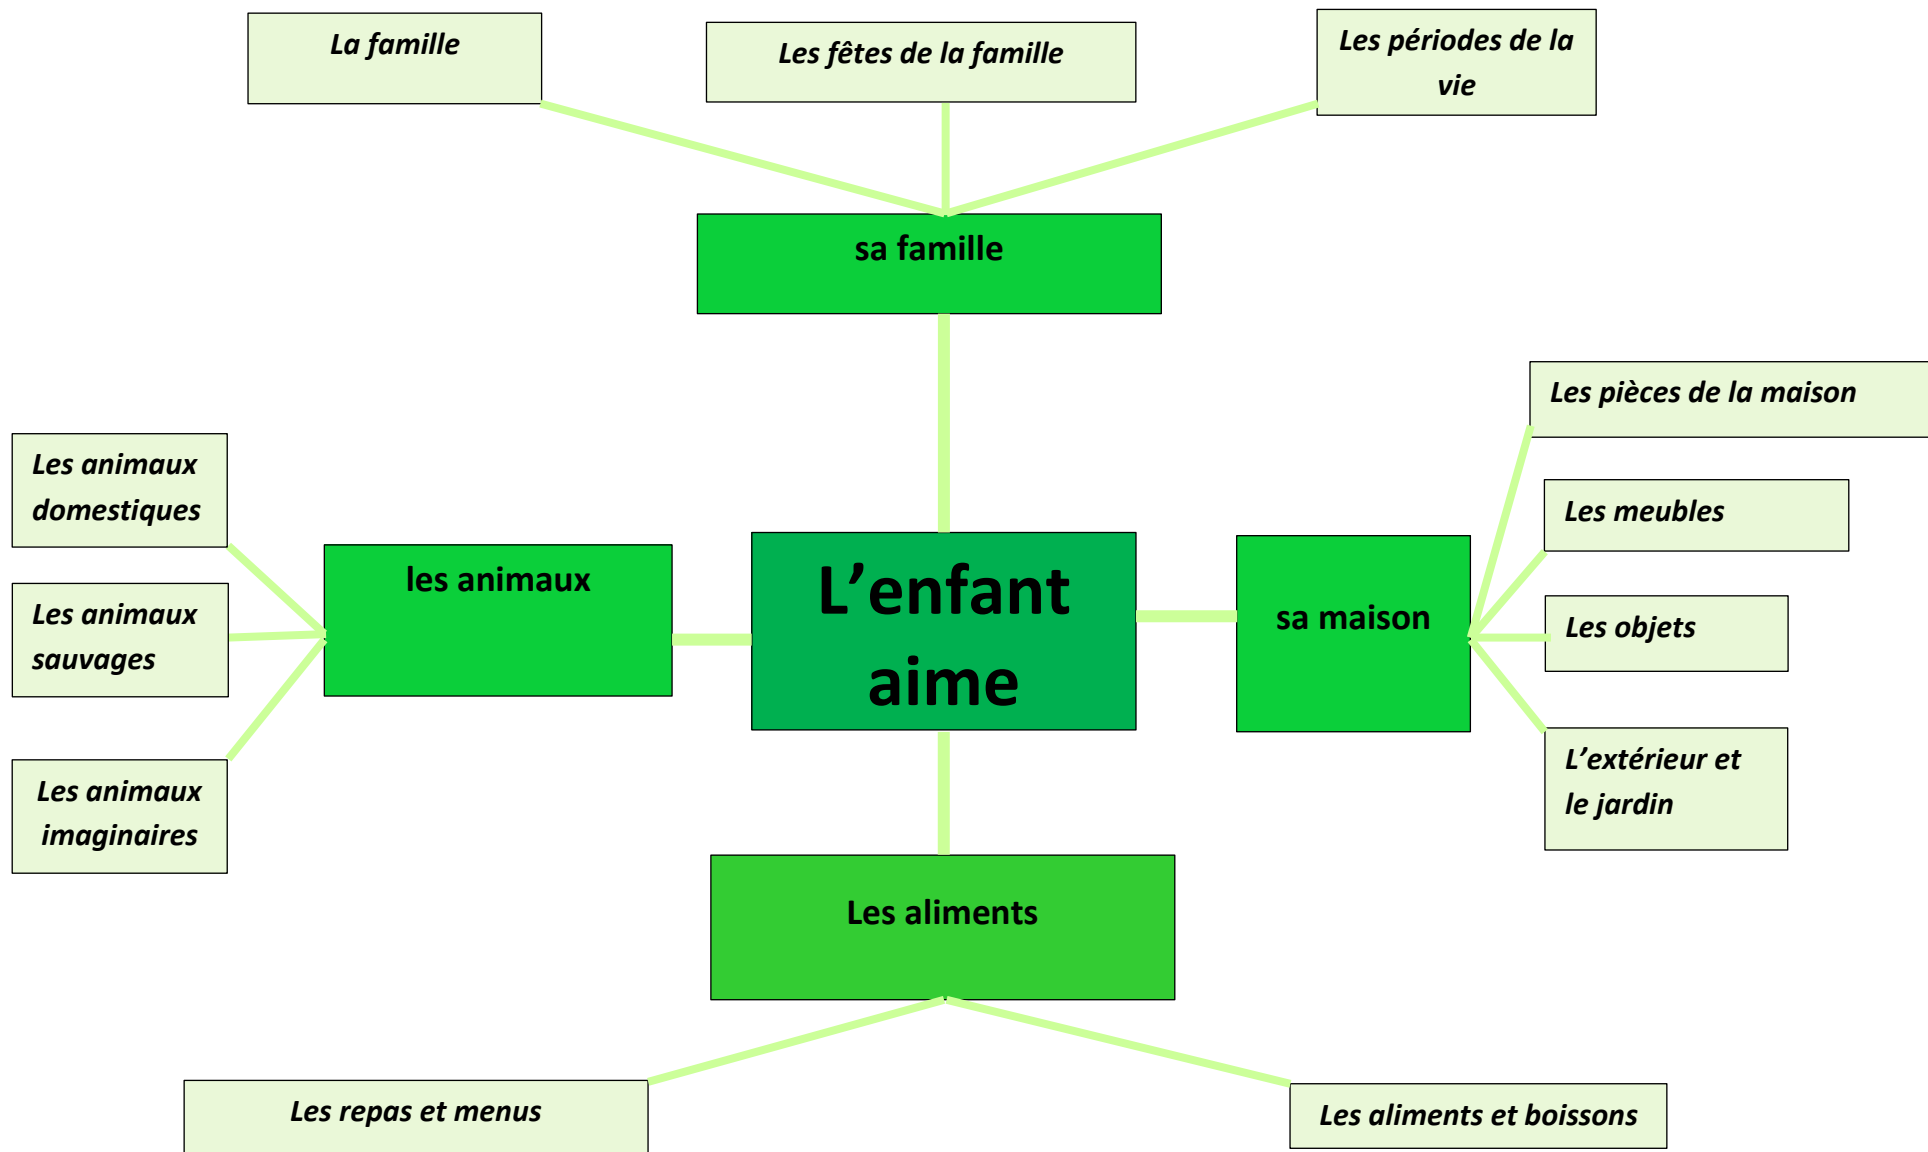 La famille
Les fêtes de la famille
Les périodes de la
vie
sa famille
Les pièces de la maison
Les animaux
domestiques
Les meubles
les animaux
L’enfant
aime
sa maison
Les animaux
sauvages
Les objets
L’extérieur et
le jardin
Les animaux
imaginaires
Les aliments
Les repas et menus
Les aliments et boissons